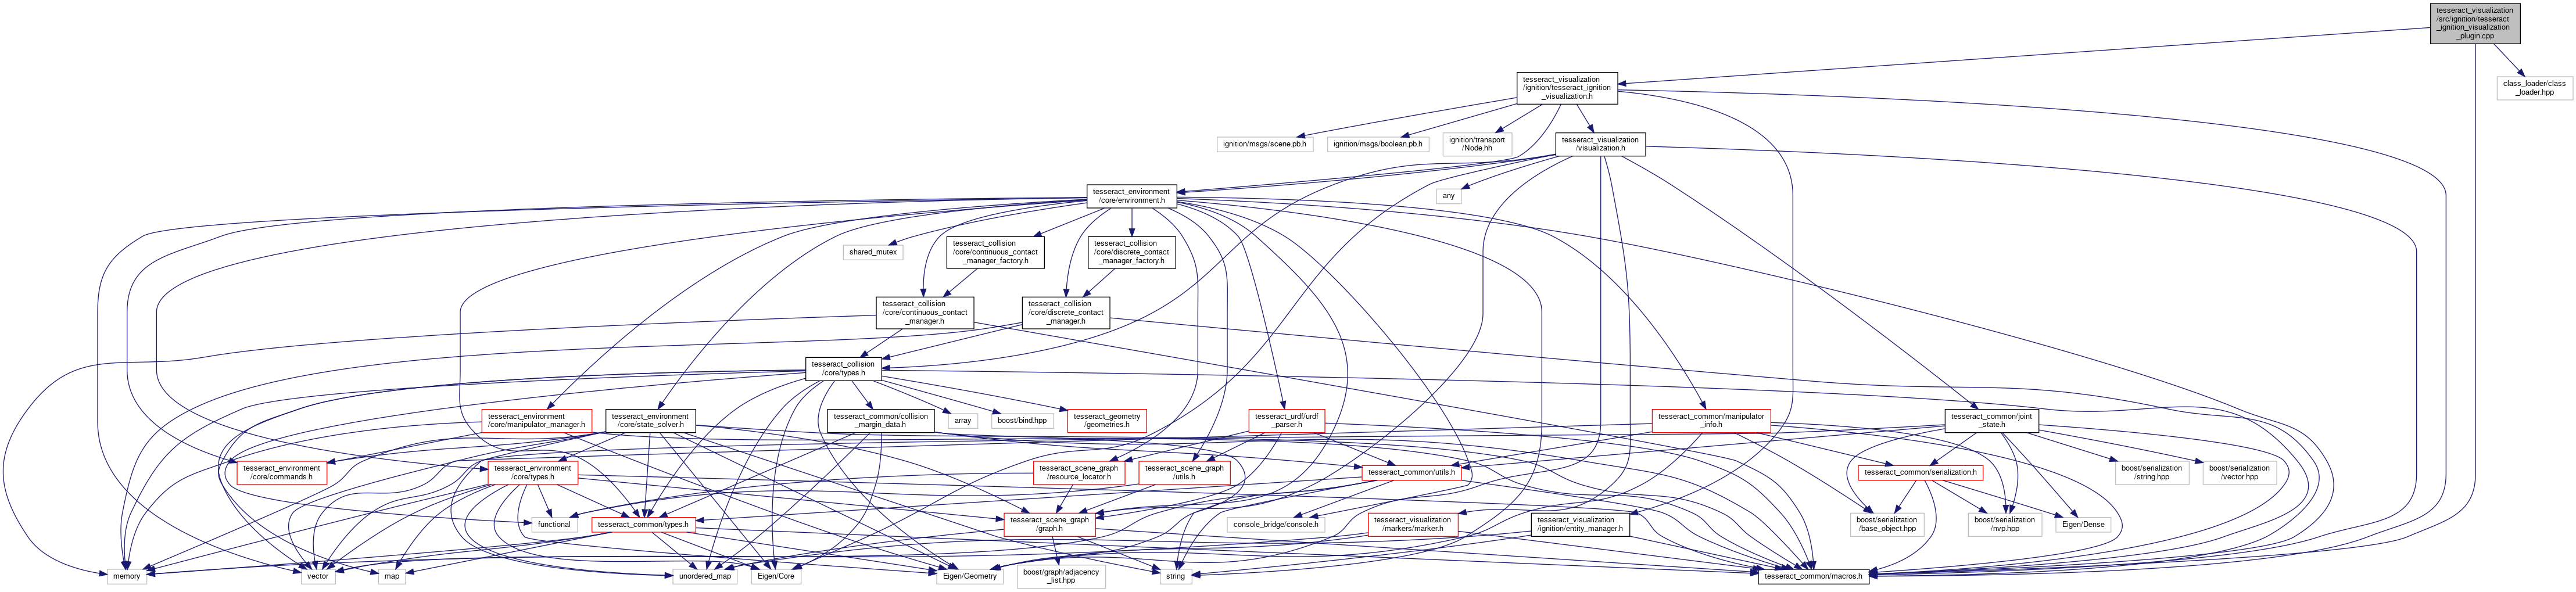 tesseract_visualization
/src/ignition/tesseract
_ignition_visualization
_plugin.cpp
tesseract_visualization
/ignition/tesseract_ignition
_visualization.h
class_loader/class
_loader.hpp
ignition/msgs/scene.pb.h
ignition/msgs/boolean.pb.h
ignition/transport
/Node.hh
tesseract_visualization
/visualization.h
tesseract_environment
/core/environment.h
any
shared_mutex
tesseract_collision
/core/continuous_contact
_manager_factory.h
tesseract_collision
/core/discrete_contact
_manager_factory.h
tesseract_collision
/core/continuous_contact
_manager.h
tesseract_collision
/core/discrete_contact
_manager.h
tesseract_collision
/core/types.h
tesseract_environment
/core/manipulator_manager.h
tesseract_environment
/core/state_solver.h
tesseract_common/collision
_margin_data.h
array
boost/bind.hpp
tesseract_geometry
/geometries.h
tesseract_urdf/urdf
_parser.h
tesseract_common/manipulator
_info.h
tesseract_common/joint
_state.h
tesseract_environment
/core/commands.h
tesseract_environment
/core/types.h
tesseract_scene_graph
/resource_locator.h
tesseract_scene_graph
/utils.h
tesseract_common/utils.h
tesseract_common/serialization.h
boost/serialization
/string.hpp
boost/serialization
/vector.hpp
functional
tesseract_common/types.h
tesseract_scene_graph
/graph.h
console_bridge/console.h
tesseract_visualization
/markers/marker.h
tesseract_visualization
/ignition/entity_manager.h
boost/serialization
/base_object.hpp
boost/serialization
/nvp.hpp
Eigen/Dense
memory
vector
map
unordered_map
Eigen/Core
Eigen/Geometry
boost/graph/adjacency
_list.hpp
string
tesseract_common/macros.h